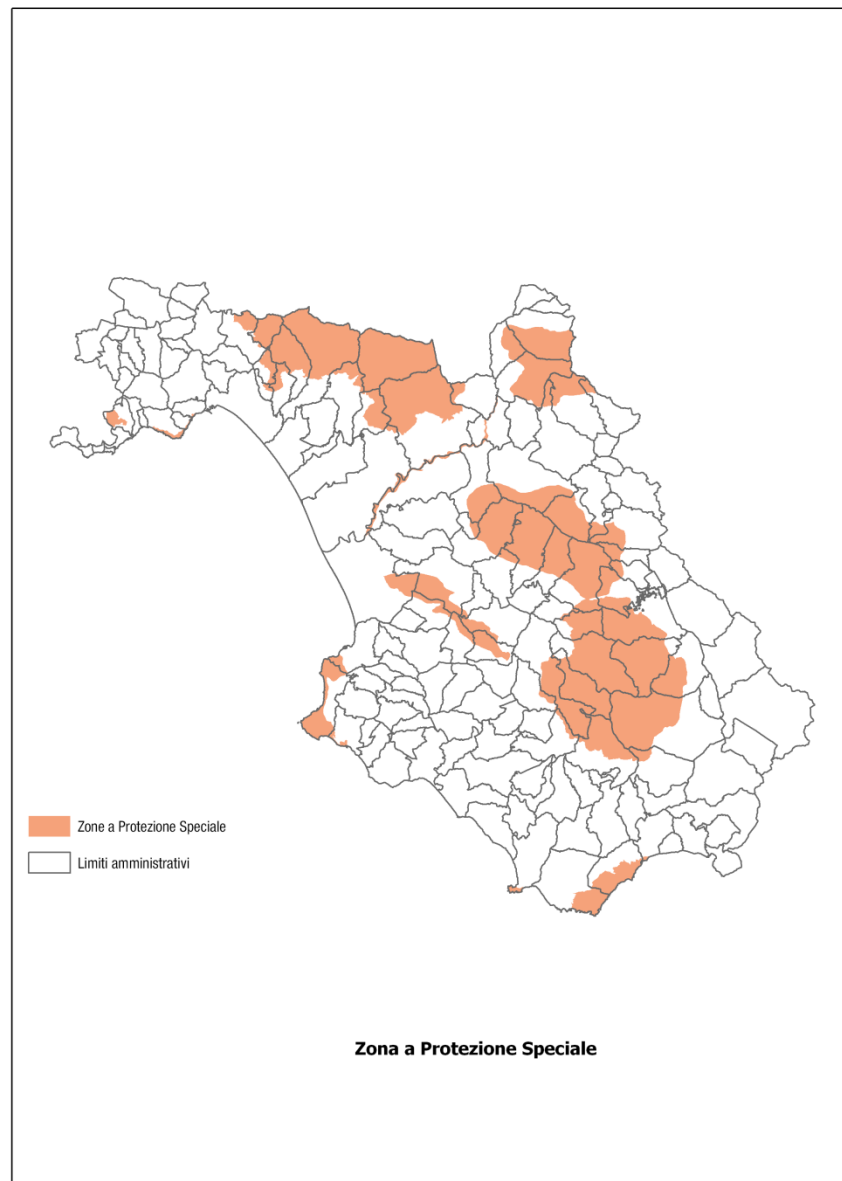 Zone a Protezione Speciale
Limiti amministrativi
Zona a Protezione Speciale